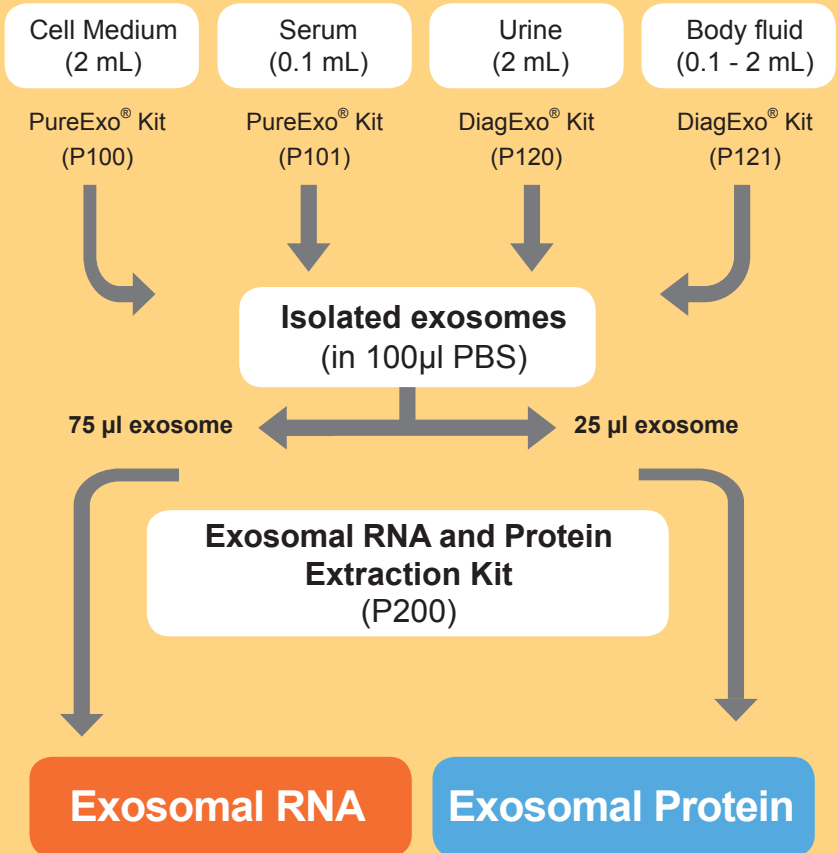 Cell Medium
(2 mL)
Serum
(0.1 mL)
Urine
(2 mL)
Body fluid
(0.1 - 2 mL)
PureExo® Kit
(P100)
PureExo® Kit
(P101)
DiagExo® Kit
(P120)
DiagExo® Kit
(P121)
Isolated exosomes
(in 100µl PBS)
75 µl exosome
25 µl exosome
Exosomal RNA and Protein
Extraction Kit
(P200)
Exosomal RNA
Exosomal Protein